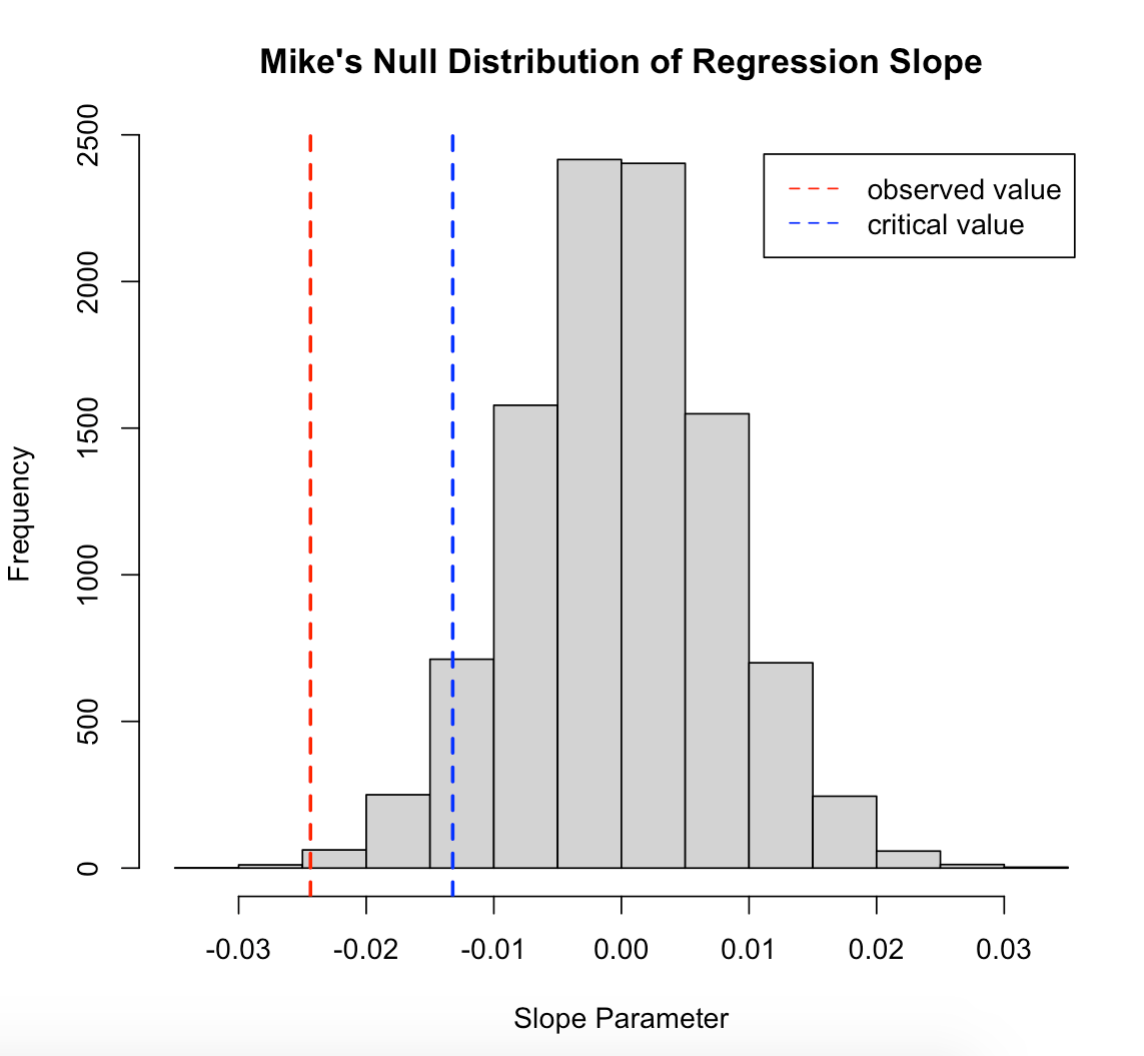 Mike's Null Distribution of Regression Slope
2500
2000
1500
1000
500
0
Frequency
observed value
critical value
-0.03 -0.02 -0.01 0.00 0.01 0.02 0.03
Slope Parameter